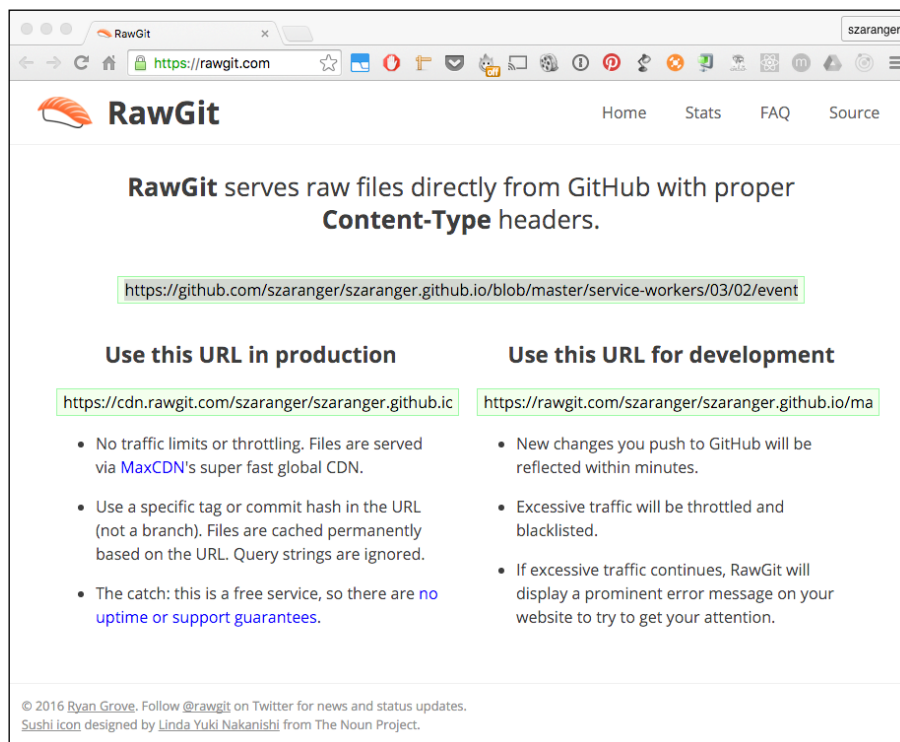 RawGit
szaranger
https://rawgit.com
off
RawGit
Home Stats FAQ Source
RawGit serves raw files directly from GitHub with proper
Content-Type headers.
https://github.com/szaranger/szaranger.github.io/blob/master/service-workers/03/02/event
Use this URL in production
https://cdn.rawgit.com/szaranger/szaranger.github.ic
No traffic limits or throttling. Files are served
via MaxCDN's super fast global CDN.
Use a specific tag or commit hash in the URL
(not a branch). Files are cached permanently
based on the URL. Query strings are ignored.
The catch: this is a free service, so there are no
uptime or support guarantees.
Use this URL for development
https://rawgit.com/szaranger/szaranger.github.io/ma
New changes you push to GitHub will be
reflected within minutes.
Excessive traffic will be throttled and
blacklisted.
If excessive traffic continues, RawGit will
display a prominent error message on your
website to try to get your attention.
© 2016 Ryan Grove. Follow @rawgit on Twitter for news and status updates.
Sushi icon designed by Linda Yuki Nakanishi from The Noun Project.